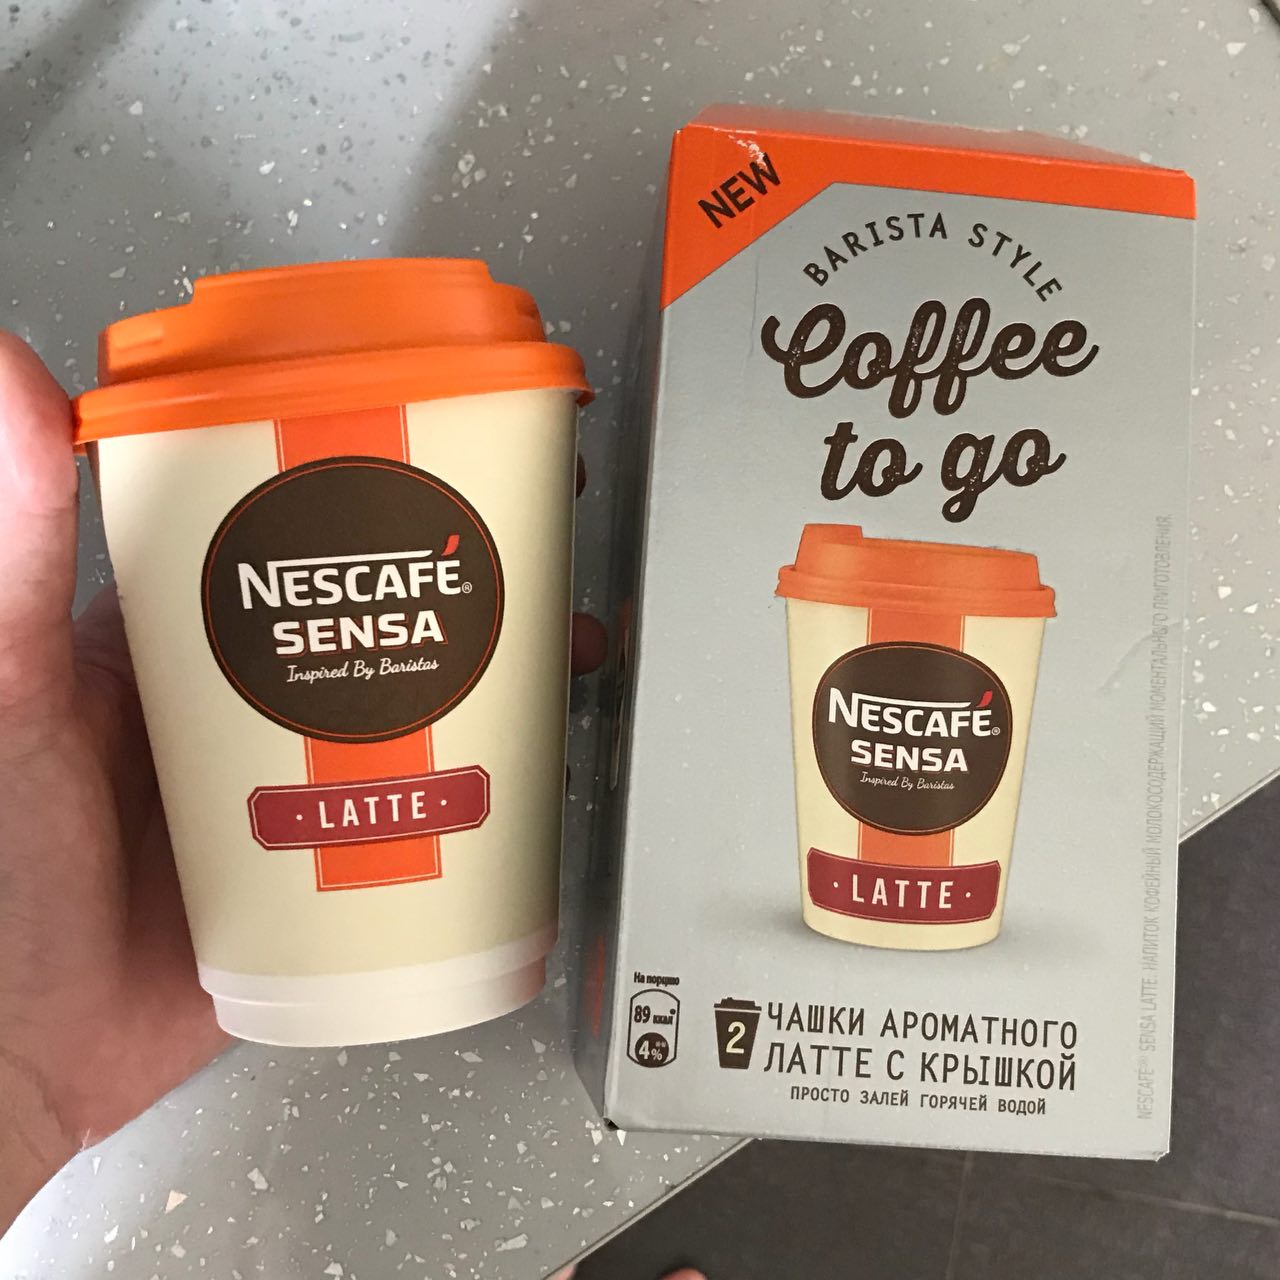 NESCAFÉ®
SENSA
Inspired By Baristas
· LATTE ·
NEW
BARISTA STYLE
Coffee
to go
NESCAFÉ®
SENSA
Inspired By Baristas
· LATTE ·
На порцию
89 ккал*
4%**
2
ЧАШКИ АРОМАТНОГО
ЛАТТЕ С КРЫШКОЙ
ПРОСТО ЗАЛЕЙ ГОРЯЧЕЙ ВОДОЙ
NESCAFÉ® SENSA LATTE. НАПИТОК КОФЕЙНЫЙ МОЛОКОСОДЕРЖАЩИЙ МОМЕНТАЛЬНОГО ПРИГОТОВЛЕНИЯ